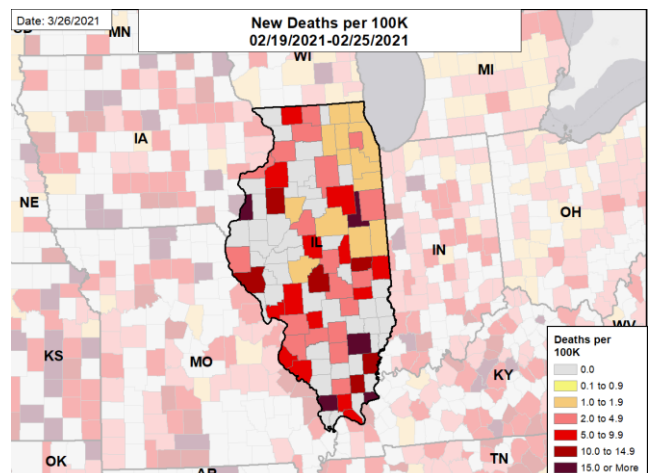 Date: 3/26/2021
New Deaths per 100K
02/19/2021-02/25/2021
MN
WI
MI
IA
NE
OH
IL
IN
WV
KS
MO
KY
OK
TN
AR
Deaths per
100K
0.0
0.1 to 0.9
1.0 to 1.9
2.0 to 4.9
5.0 to 9.9
10.0 to 14.9
15.0 or More